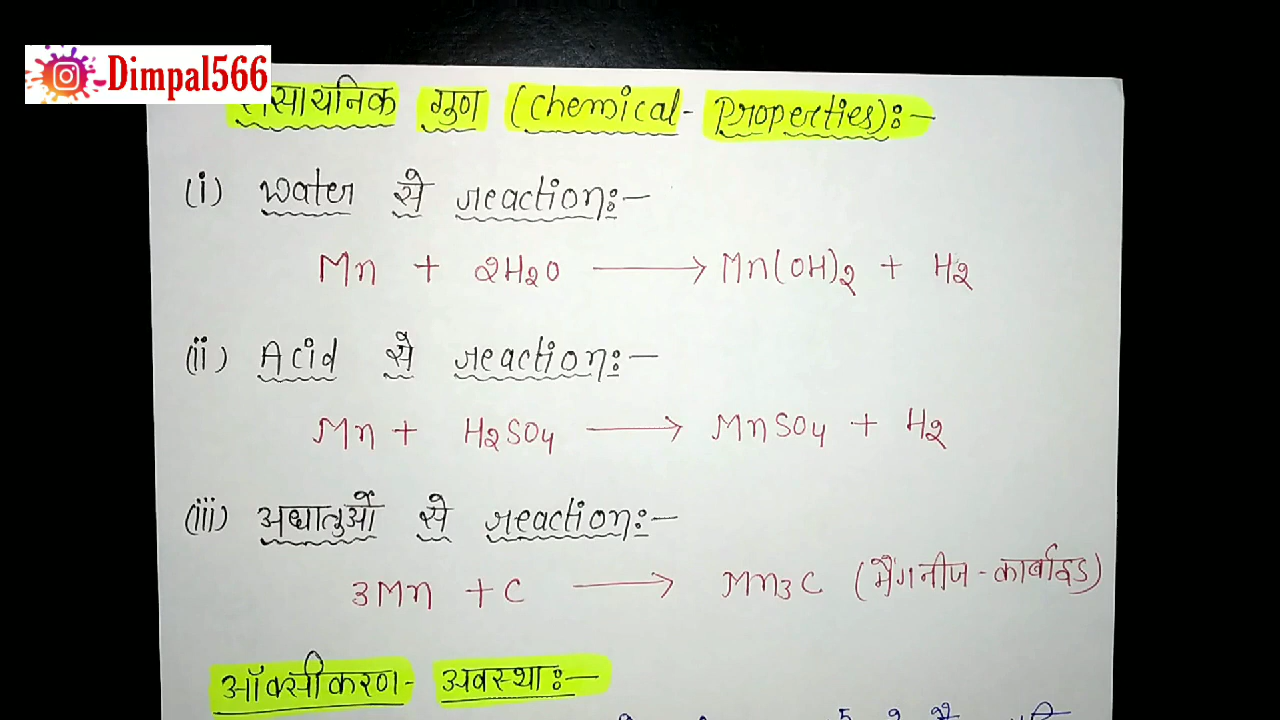 Dimpal566
रासायनिक गुण (Chemical-Properties):-
(i) Water से reaction:-
Mn + 2H2O ⟶ Mn(OH)2 + H2
(ii) Acid से reaction:-
Mn + H2SO4 ⟶ MnSO4 + H2
(iii) अधातुओं से reaction:-
3Mn + C ⟶ Mn3C (मैंगनीज-कार्बाइड)
ऑक्सीकरण-अवस्था:-